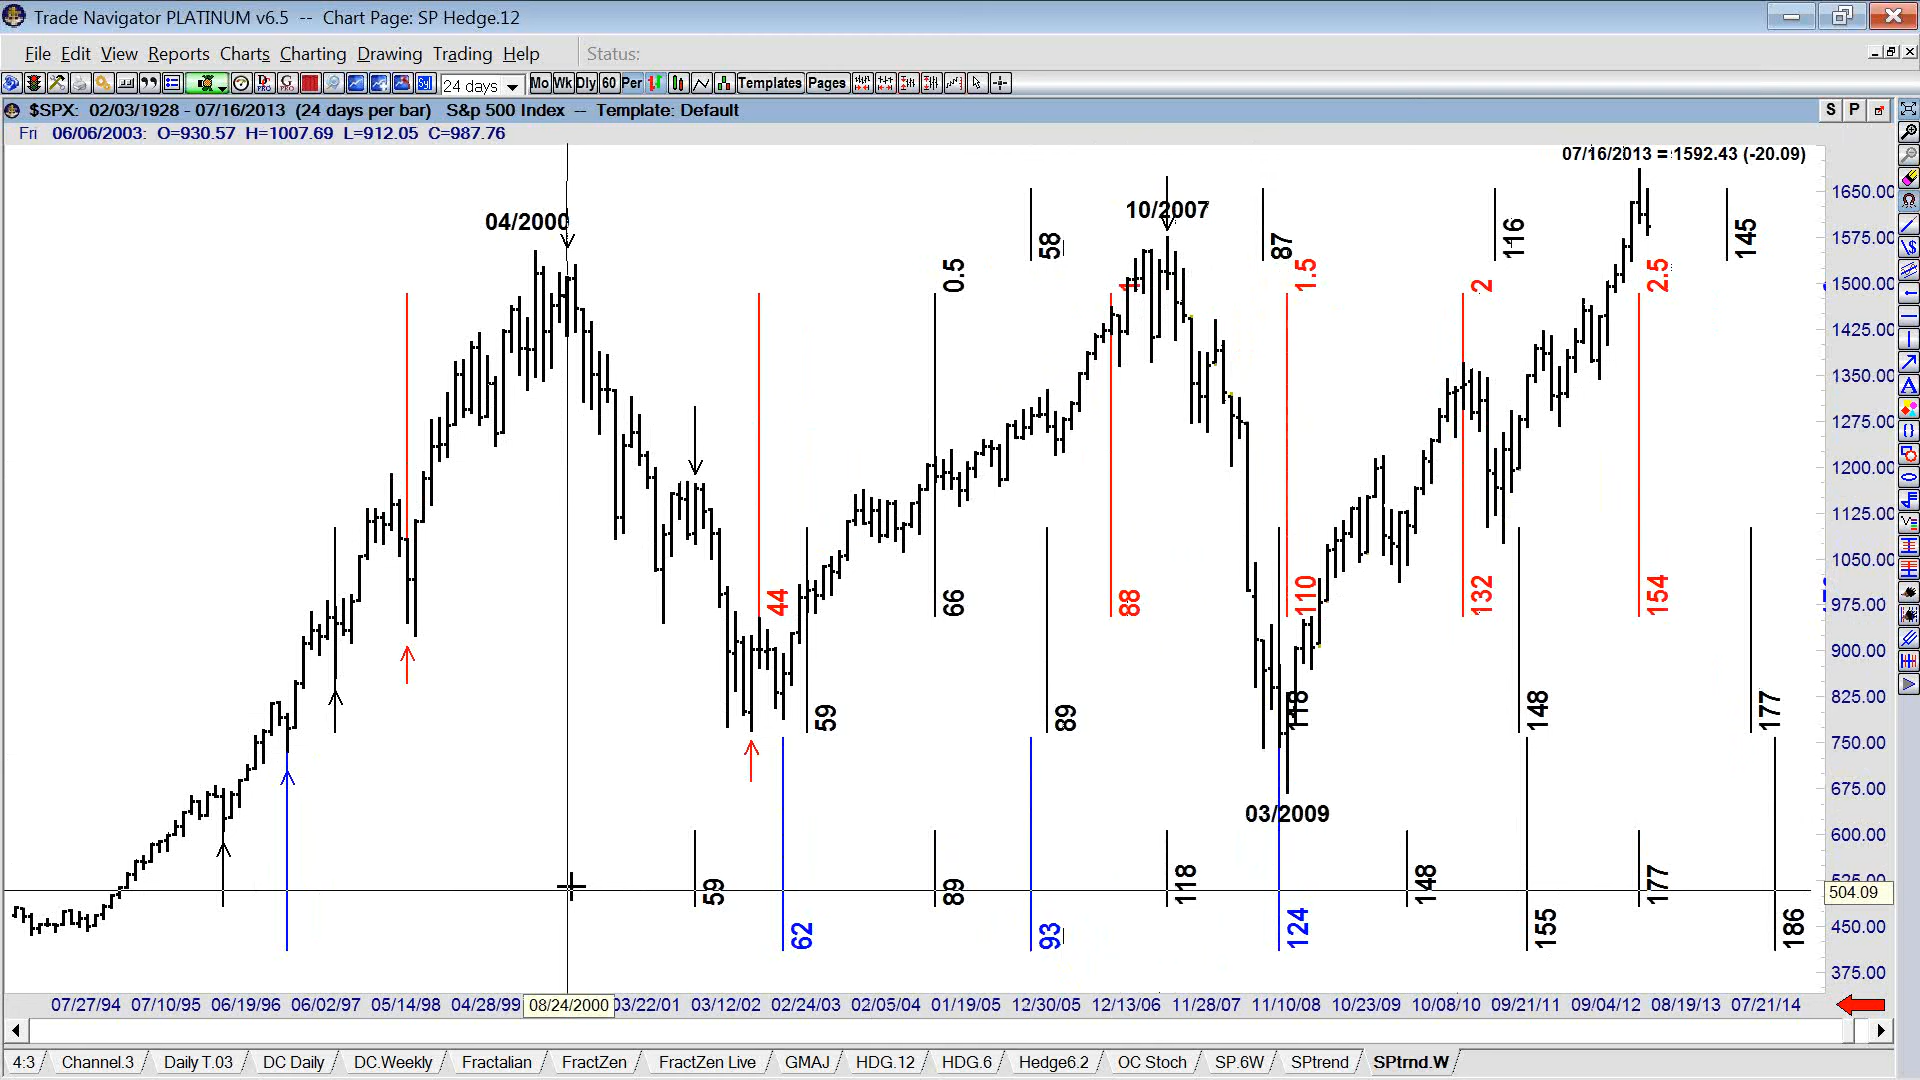 Trade Navigator PLATINUM v6.5 -- Chart Page: SP Hedge.12
File Edit View Reports Charts Charting Drawing Trading Help Status:
24 days Mo Wk Dly 60 Per Templates Pages
$SPX: 02/03/1928 - 07/16/2013 (24 days per bar) S&p 500 Index -- Template: Default S P
Fri 06/06/2003: O=930.57 H=1007.69 L=912.05 C=987.76
07/16/2013 = 1592.43 (-20.09)
1650.00
04/2000 10/2007
58 87 116 145
1575.00
0.5 1 1.5 2 2.5
1500.00
1425.00
1350.00
1275.00
1200.00
1125.00
1050.00
44 66 88 110 132 154
975.00
900.00
825.00
59 89 118 148 177
750.00
675.00
03/2009
600.00
59 89 118 148 177
525.00
504.09
62 93 124 155 186
450.00
375.00
07/27/94 07/10/95 06/19/96 06/02/97 05/14/98 04/28/99 08/24/2000 03/22/01 03/12/02 02/24/03 02/05/04 01/19/05 12/30/05 12/13/06 11/28/07 11/10/08 10/23/09 10/08/10 09/21/11 09/04/12 08/19/13 07/21/14
4:3 Channel.3 Daily T.03 DC Daily DC.Weekly Fractalian FractZen FractZen Live GMAJ HDG.12 HDG.6 Hedge6.2 OC Stoch SP.6W SPtrend SPtrnd.W